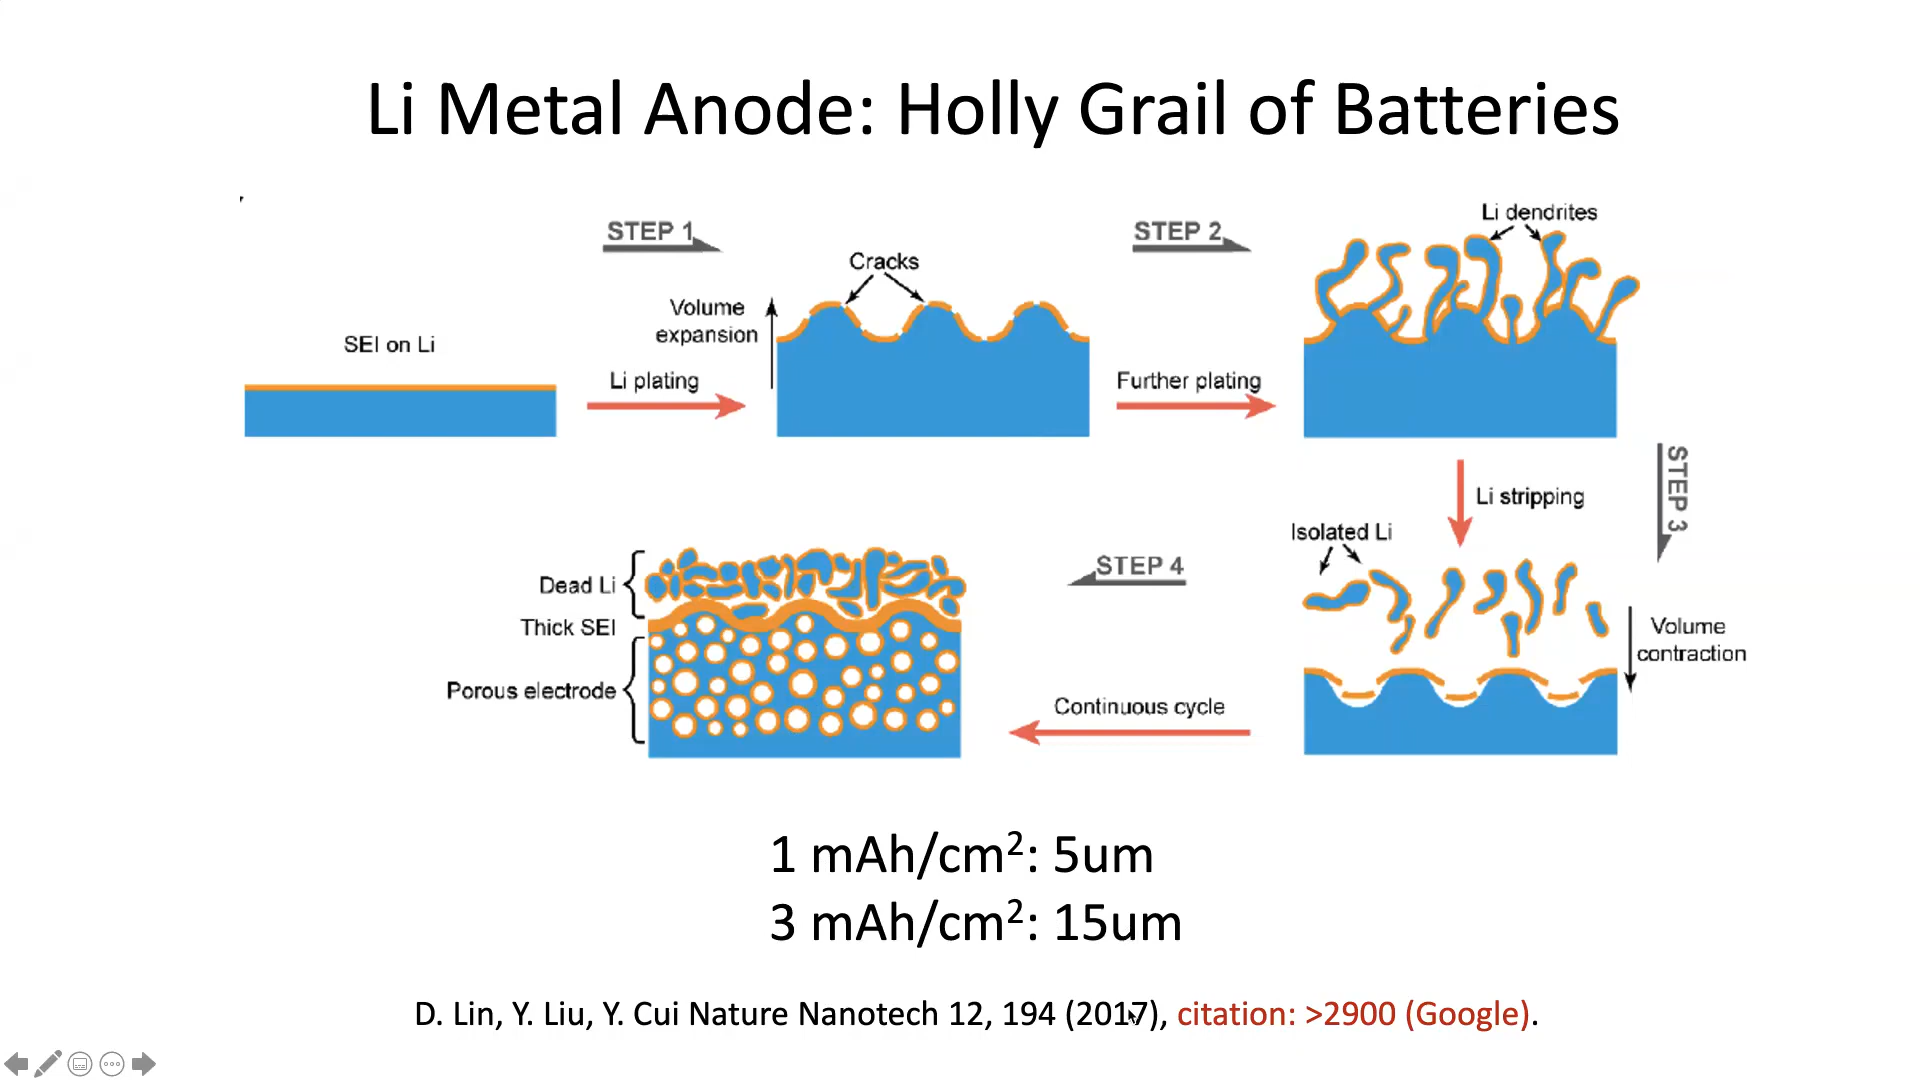 Li Metal Anode: Holly Grail of Batteries
SEI on Li
STEP 1
Li plating
Volume
expansion
Cracks
STEP 2
Further plating
Li dendrites
STEP 3
Li stripping
Isolated Li
Volume
contraction
STEP 4
Continuous cycle
Dead Li
Thick SEI
Porous electrode
1 mAh/cm²: 5um
3 mAh/cm²: 15um
D. Lin, Y. Liu, Y. Cui Nature Nanotech 12, 194 (2017), citation: >2900 (Google).